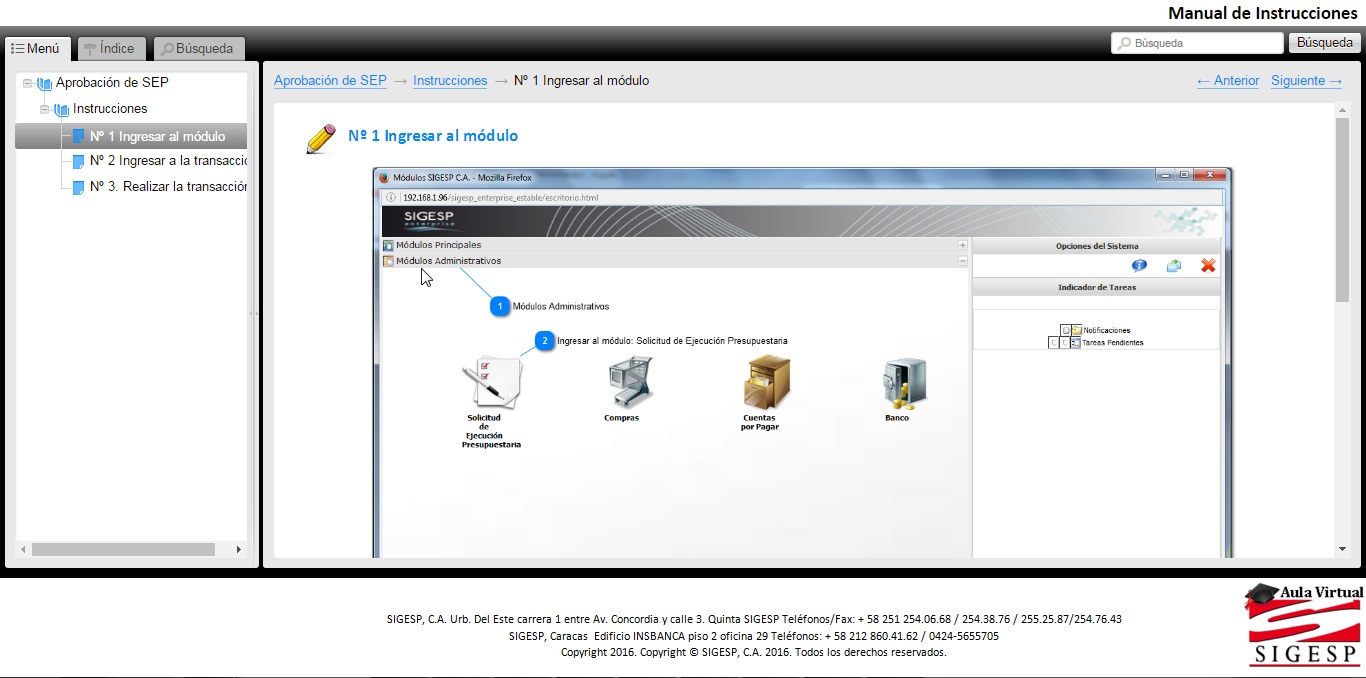 Manual de Instrucciones
Menú
Índice
Búsqueda
Búsqueda
Búsqueda
Aprobación de SEP
Instrucciones
Nº 1 Ingresar al módulo
Nº 2 Ingresar a la transacció
Nº 3. Realizar la transacción
Aprobación de SEP → Instrucciones → Nº 1 Ingresar al módulo
← Anterior Siguiente →
Nº 1 Ingresar al módulo
Módulos SIGESP C.A. - Mozilla Firefox
192.168.1.96/sigesp_enterprise_estable/escritorio.html
SIGESP
enterprise
Módulos Principales
Módulos Administrativos
Opciones del Sistema
Indicador de Tareas
Notificaciones
Tareas Pendientes
1 Módulos Administrativos
2 Ingresar al módulo: Solicitud de Ejecución Presupuestaria
Solicitud
de
Ejecución
Presupuestaria
Compras
Cuentas
por Pagar
Banco
SIGESP, C.A. Urb. Del Este carrera 1 entre Av. Concordia y calle 3. Quinta SIGESP Teléfonos/Fax: + 58 251 254.06.68 / 254.38.76 / 255.25.87/254.76.43
SIGESP, Caracas Edificio INSBANCA piso 2 oficina 29 Teléfonos: + 58 212 860.41.62 / 0424-5655705
Copyright 2016. Copyright © SIGESP, C.A. 2016. Todos los derechos reservados.
Aula Virtual
SIGESP